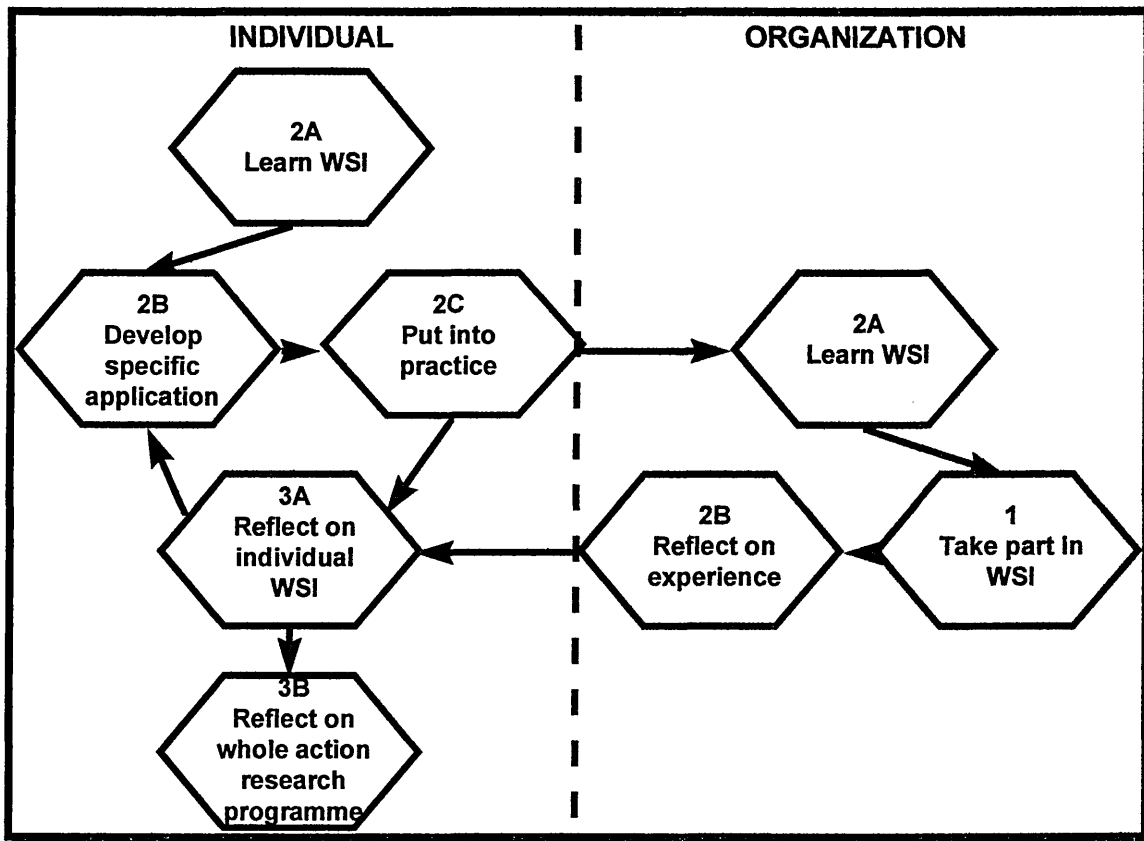 INDIVIDUAL
ORGANIZATION
2A
Learn WSI
2B
Develop
specific
application
2C
Put into
practice
2A
Learn WSI
3A
Reflect on
individual
WSI
2B
Reflect on
experience
1
Take part in
WSI
3B
Reflect on
whole action
research
programme